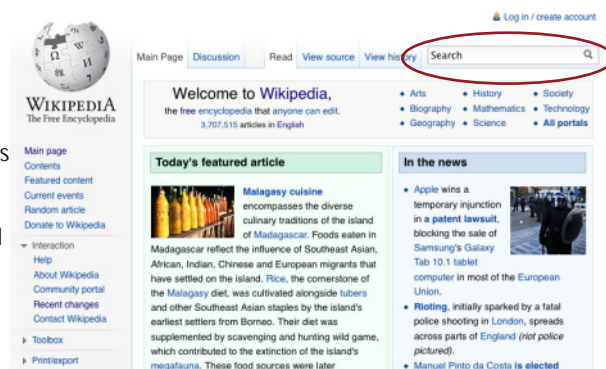 Log in / create account
Main Page Discussion Read View source View history Search
WIKIPEDIA
The Free Encyclopedia
Main page
Contents
Featured content
Current events
Random article
Donate to Wikipedia
Interaction
Help
About Wikipedia
Community portal
Recent changes
Contact Wikipedia
Toolbox
Print/export
Welcome to Wikipedia,
the free encyclopedia that anyone can edit.
3,707,515 articles in English
Arts
Biography
Geography
History
Mathematics
Science
Society
Technology
All portals
Today's featured article
Malagasy cuisine
encompasses the diverse
culinary traditions of the island
of Madagascar. Foods eaten in
Madagascar reflect the influence of Southeast Asian,
African, Indian, Chinese and European migrants that
have settled on the island. Rice, the cornerstone of
the Malagasy diet, was cultivated alongside tubers
and other Southeast Asian staples by the island's
earliest settlers from Borneo. Their diet was
supplemented by scavenging and hunting wild game,
which contributed to the extinction of the island's
megafauna. These food sources were later
In the news
Apple wins a
temporary injunction
in a patent lawsuit,
blocking the sale of
Samsung's Galaxy
Tab 10.1 tablet
computer in most of the European
Union.
Rioting, initially sparked by a fatal
police shooting in London, spreads
across parts of England (riot police
pictured).
Manuel Pinto da Costa is elected